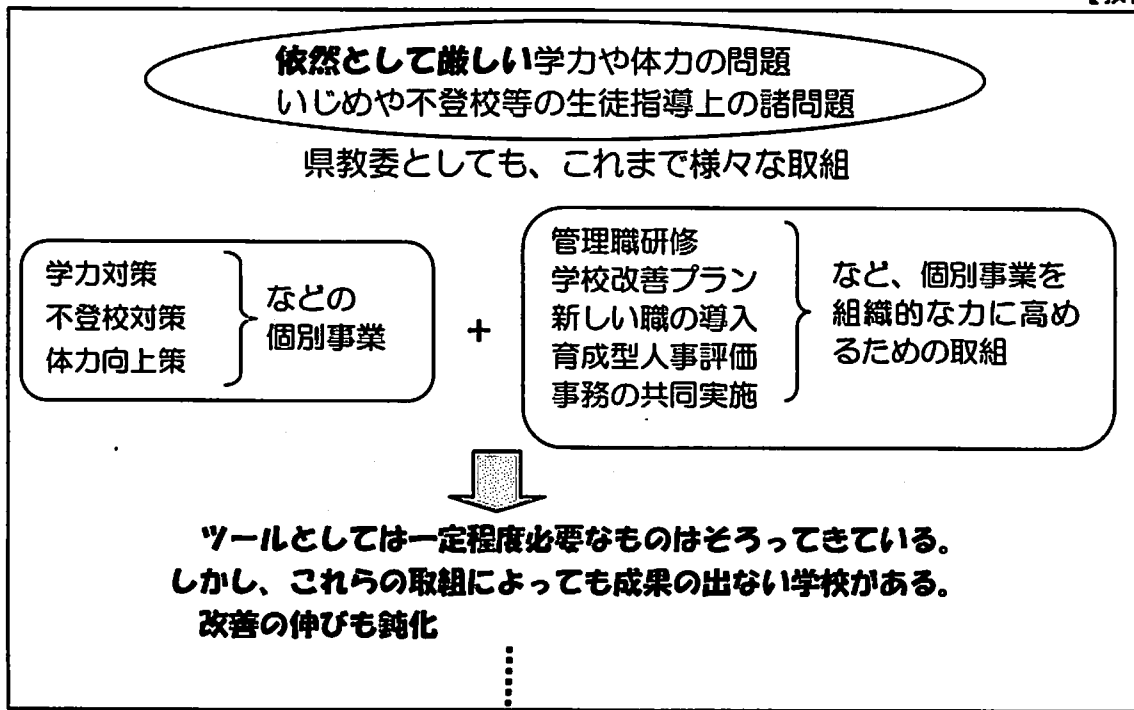 依然として厳しい学力や体力の問題
いじめや不登校等の生徒指導上の諸問題
県教委としても、これまで様々な取組
学力対策
不登校対策
体力向上策
などの
個別事業
+
管理職研修
学校改善プラン
新しい職の導入
育成型人事評価
事務の共同実施
など、個別事業を
組織的な力に高め
るための取組
ツールとしては一定程度必要なものはそろってきている。
しかし、これらの取組によっても成果の出ない学校がある。
改善の伸びも鈍化